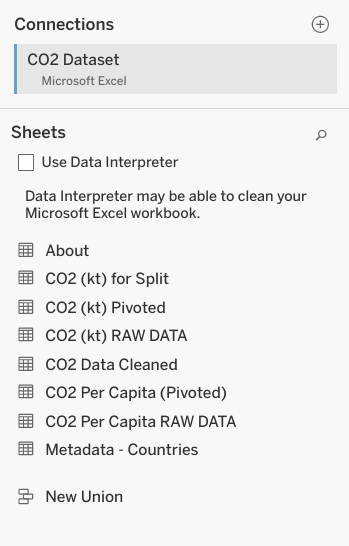 Connections
CO2 Dataset
Microsoft Excel
Sheets
Use Data Interpreter
Data Interpreter may be able to clean your
Microsoft Excel workbook.
About
CO2 (kt) for Split
CO2 (kt) Pivoted
CO2 (kt) RAW DATA
CO2 Data Cleaned
CO2 Per Capita (Pivoted)
CO2 Per Capita RAW DATA
Metadata - Countries
New Union